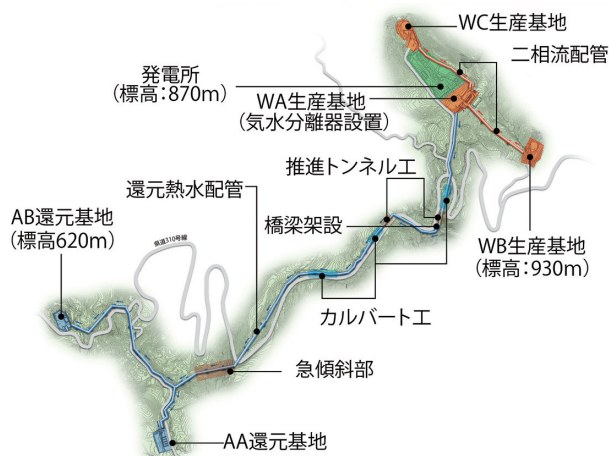 WC生産基地
二相流配管
発電所
(標高:870m)
WA生産基地
(気水分離器設置)
推進トンネル工
還元熱水配管
AB還元基地
(標高620m)
橋梁架設
県道310号線
WB生産基地
(標高:930m)
カルバート工
急傾斜部
AA還元基地